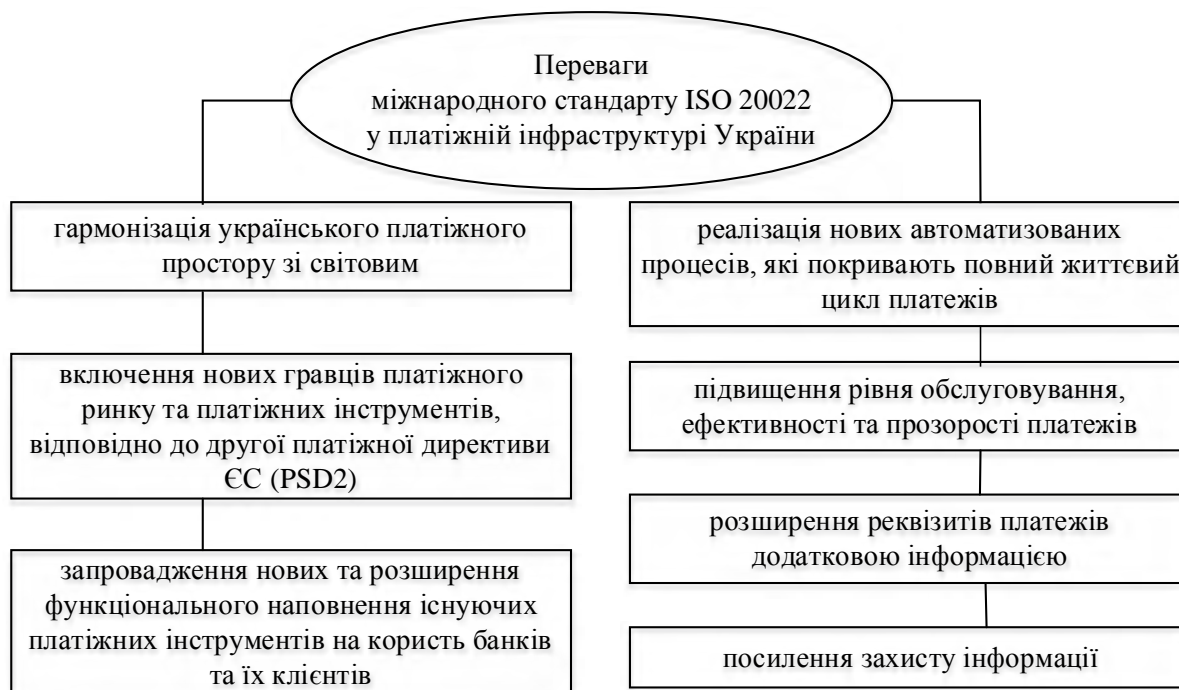 Переваги
міжнародного стандарту ISO 20022
у платіжній інфраструктурі України
гармонізація українського платіжного
простору зі світовим
включення нових гравців платіжного
ринку та платіжних інструментів,
відповідно до другої платіжної директиви
ЄС (PSD2)
запровадження нових та розширення
функціонального наповнення існуючих
платіжних інструментів на користь банків
та їх клієнтів
реалізація нових автоматизованих
процесів, які покривають повний життєвий
цикл платежів
підвищення рівня обслуговування,
ефективності та прозорості платежів
розширення реквізитів платежів
додатковою інформацією
посилення захисту інформації